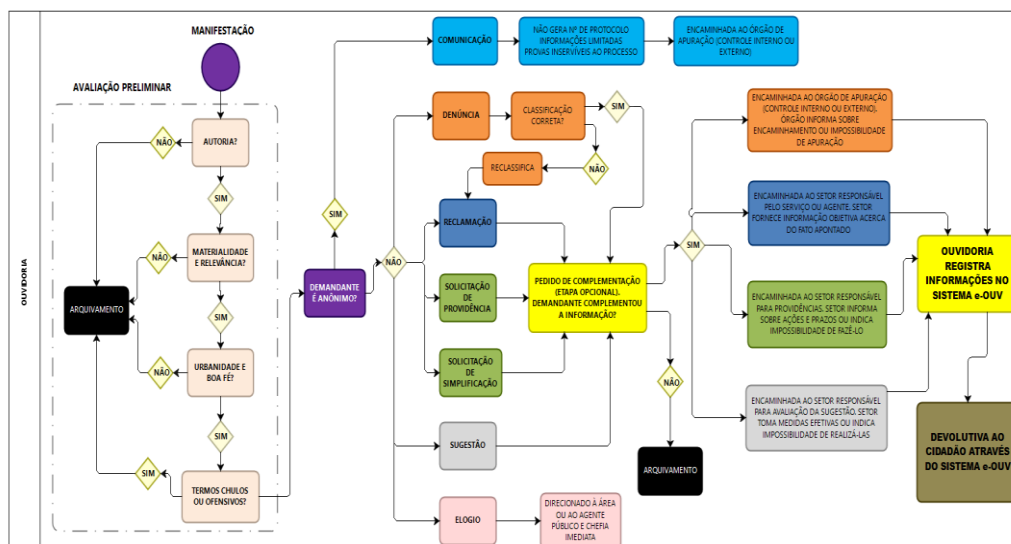 OUVIDORIA
MANIFESTAÇÃO
AVALIAÇÃO PRELIMINAR
AUTORIA?
NÃO
SIM
MATERIALIDADE
E RELEVÂNCIA?
NÃO
ARQUIVAMENTO
SIM
URBANIDADE E
BOA FÉ?
NÃO
SIM
TERMOS CHULOS
OU OFENSIVOS?
SIM
DEMANDANTE
É ANÔNIMO?
SIM
NÃO
COMUNICAÇÃO
NÃO GERA Nº DE PROTOCOLO
INFORMAÇÕES LIMITADAS
PROVAS INSERVÍVEIS AO PROCESSO
ENCAMINHADA AO ÓRGÃO DE
APURAÇÃO (CONTROLE INTERNO OU
EXTERNO)
DENÚNCIA
CLASSIFICAÇÃO
CORRETA?
SIM
NÃO
RECLASSIFICA
RECLAMAÇÃO
SOLICITAÇÃO
DE
PROVIDÊNCIA
SOLICITAÇÃO
DE
SIMPLIFICAÇÃO
SUGESTÃO
ELOGIO
DIRECIONADO À ÁREA
OU AO AGENTE
PÚBLICO E CHEFIA
IMEDIATA
PEDIDO DE COMPLEMENTAÇÃO
(ETAPA OPCIONAL).
DEMANDANTE COMPLEMENTOU
A INFORMAÇÃO?
SIM
NÃO
ARQUIVAMENTO
ENCAMINHADA AO ÓRGÃO DE APURAÇÃO
(CONTROLE INTERNO OU EXTERNO).
ÓRGÃO INFORMA SOBRE
ENCAMINHAMENTO OU IMPOSSIBILIDADE
DE APURAÇÃO
ENCAMINHADA AO SETOR RESPONSÁVEL
PELO SERVIÇO OU AGENTE. SETOR
FORNECE INFORMAÇÃO OBJETIVA ACERCA
DO FATO APONTADO
ENCAMINHADA AO SETOR RESPONSÁVEL
PARA PROVIDÊNCIAS. SETOR INFORMA
SOBRE AÇÕES E PRAZOS OU INDICA
IMPOSSIBILIDADE DE FAZÊ-LO
ENCAMINHADA AO SETOR RESPONSÁVEL
PARA AVALIAÇÃO DA SUGESTÃO. SETOR
TOMA MEDIDAS EFETIVAS OU INDICA
IMPOSSIBILIDADE DE REALIZÁ-LAS
OUVIDORIA
REGISTRA
INFORMAÇÕES NO
SISTEMA e-OUV
DEVOLUTIVA AO
CIDADÃO ATRAVÉS
DO SISTEMA e-OUV